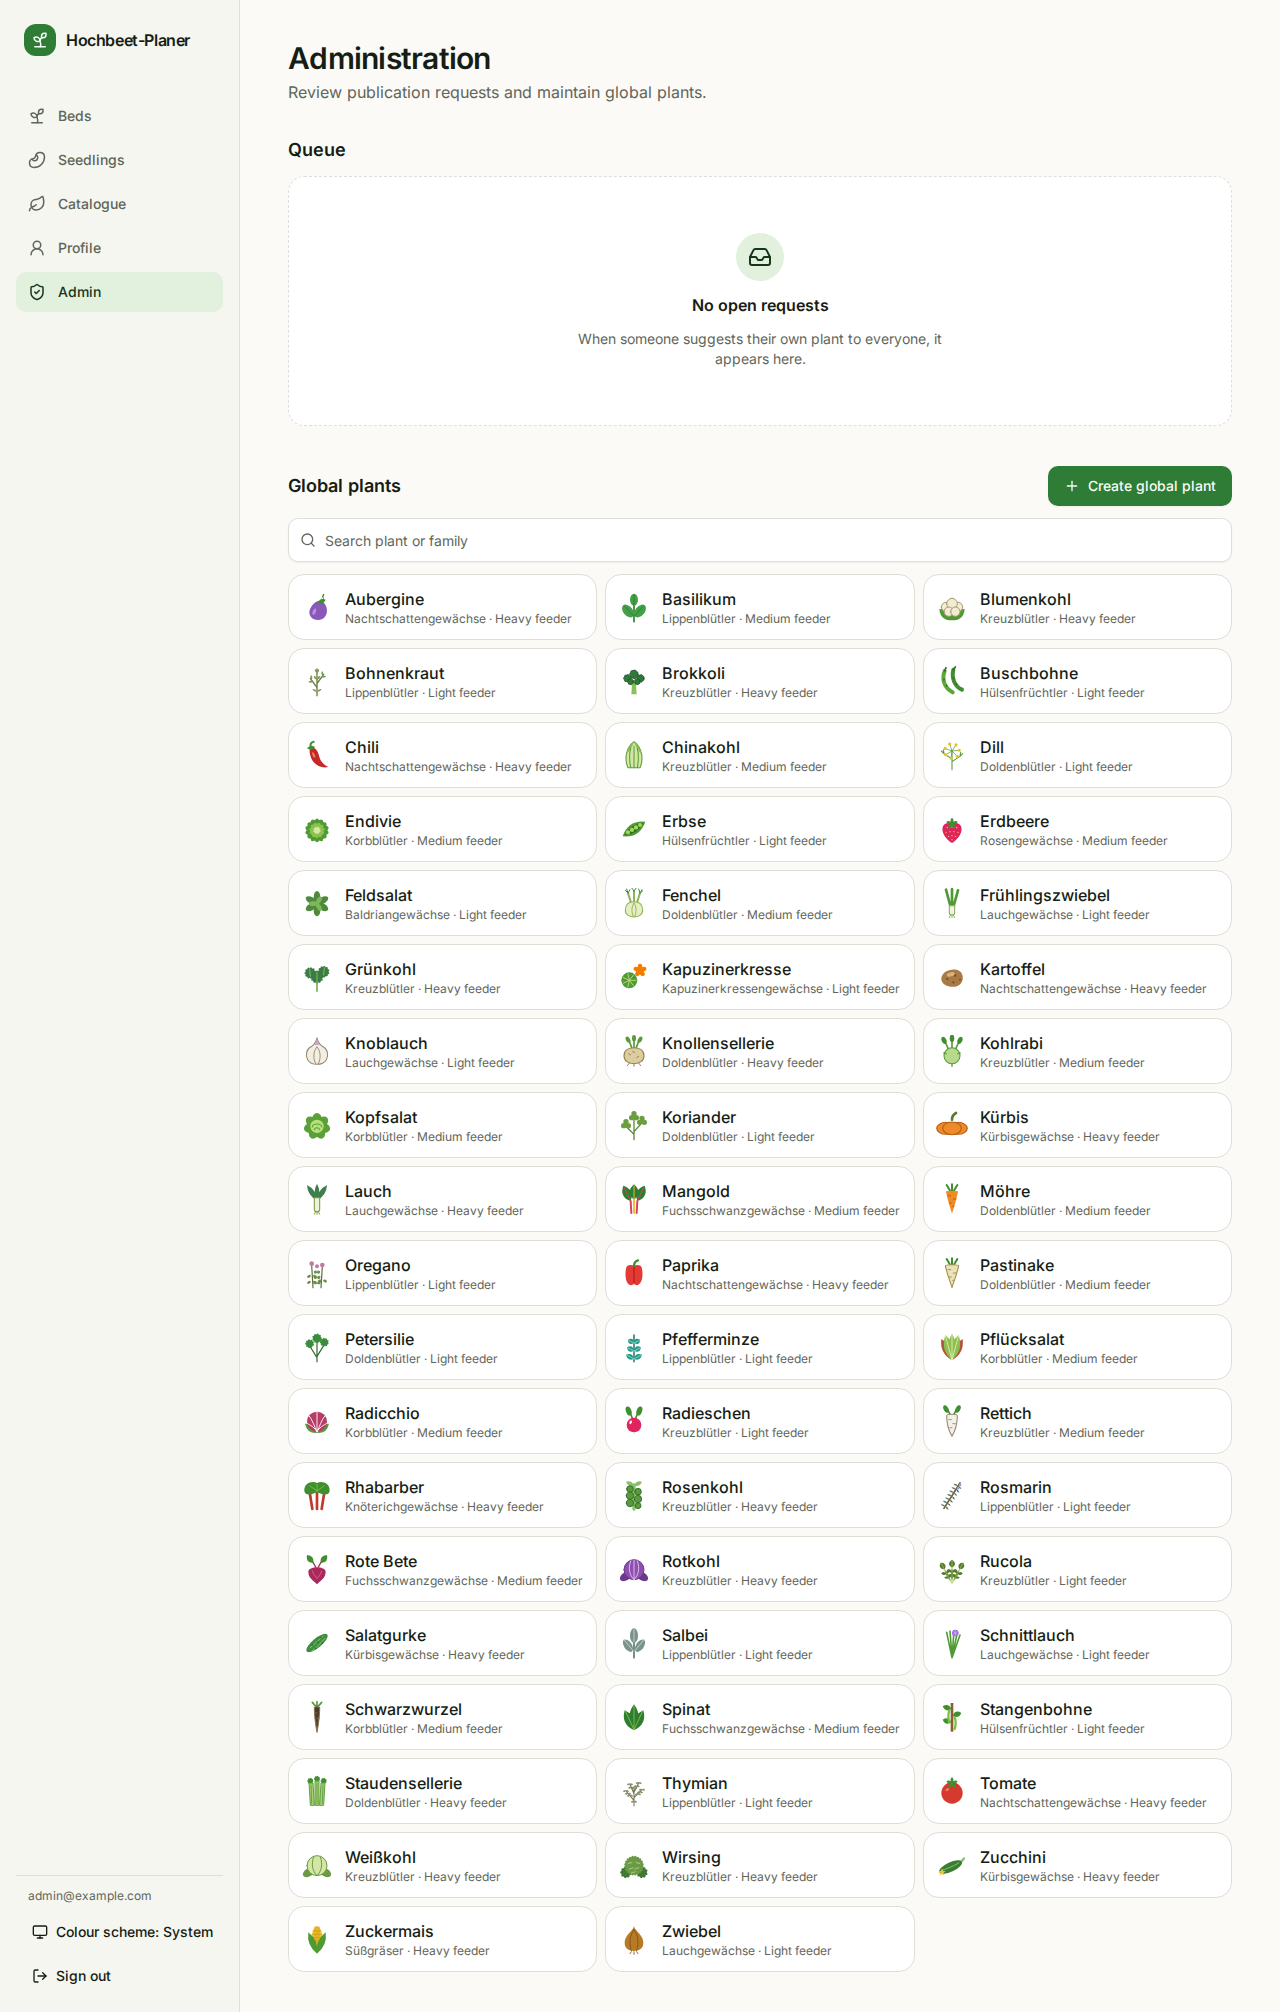 Hochbeet-Planer
Beds
Seedlings
Catalogue
Profile
Admin
admin@example.com
Colour scheme: System
Sign out
Administration
Review publication requests and maintain global plants.
Queue
No open requests
When someone suggests their own plant to everyone, it
appears here.
Global plants
Create global plant
Search plant or family
Aubergine
Nachtschattengewächse · Heavy feeder
Basilikum
Lippenblütler · Medium feeder
Blumenkohl
Kreuzblütler · Heavy feeder
Bohnenkraut
Lippenblütler · Light feeder
Brokkoli
Kreuzblütler · Heavy feeder
Buschbohne
Hülsenfrüchtler · Light feeder
Chili
Nachtschattengewächse · Heavy feeder
Chinakohl
Kreuzblütler · Medium feeder
Dill
Doldenblütler · Light feeder
Endivie
Korbblütler · Medium feeder
Erbse
Hülsenfrüchtler · Light feeder
Erdbeere
Rosengewächse · Medium feeder
Feldsalat
Baldriangewächse · Light feeder
Fenchel
Doldenblütler · Medium feeder
Frühlingszwiebel
Lauchgewächse · Light feeder
Grünkohl
Kreuzblütler · Heavy feeder
Kapuzinerkresse
Kapuzinerkressengewächse · Light feeder
Kartoffel
Nachtschattengewächse · Heavy feeder
Knoblauch
Lauchgewächse · Light feeder
Knollensellerie
Doldenblütler · Heavy feeder
Kohlrabi
Kreuzblütler · Medium feeder
Kopfsalat
Korbblütler · Medium feeder
Koriander
Doldenblütler · Light feeder
Kürbis
Kürbisgewächse · Heavy feeder
Lauch
Lauchgewächse · Heavy feeder
Mangold
Fuchsschwanzgewächse · Medium feeder
Möhre
Doldenblütler · Medium feeder
Oregano
Lippenblütler · Light feeder
Paprika
Nachtschattengewächse · Heavy feeder
Pastinake
Doldenblütler · Medium feeder
Petersilie
Doldenblütler · Light feeder
Pfefferminze
Lippenblütler · Light feeder
Pflücksalat
Korbblütler · Medium feeder
Radicchio
Korbblütler · Medium feeder
Radieschen
Kreuzblütler · Light feeder
Rettich
Kreuzblütler · Medium feeder
Rhabarber
Knöterichgewächse · Heavy feeder
Rosenkohl
Kreuzblütler · Heavy feeder
Rosmarin
Lippenblütler · Light feeder
Rote Bete
Fuchsschwanzgewächse · Medium feeder
Rotkohl
Kreuzblütler · Heavy feeder
Rucola
Kreuzblütler · Light feeder
Salatgurke
Kürbisgewächse · Heavy feeder
Salbei
Lippenblütler · Light feeder
Schnittlauch
Lauchgewächse · Light feeder
Schwarzwurzel
Korbblütler · Medium feeder
Spinat
Fuchsschwanzgewächse · Medium feeder
Stangenbohne
Hülsenfrüchtler · Light feeder
Staudensellerie
Doldenblütler · Heavy feeder
Thymian
Lippenblütler · Light feeder
Tomate
Nachtschattengewächse · Heavy feeder
Weißkohl
Kreuzblütler · Heavy feeder
Wirsing
Kreuzblütler · Heavy feeder
Zucchini
Kürbisgewächse · Heavy feeder
Zuckermais
Süßgräser · Heavy feeder
Zwiebel
Lauchgewächse · Light feeder